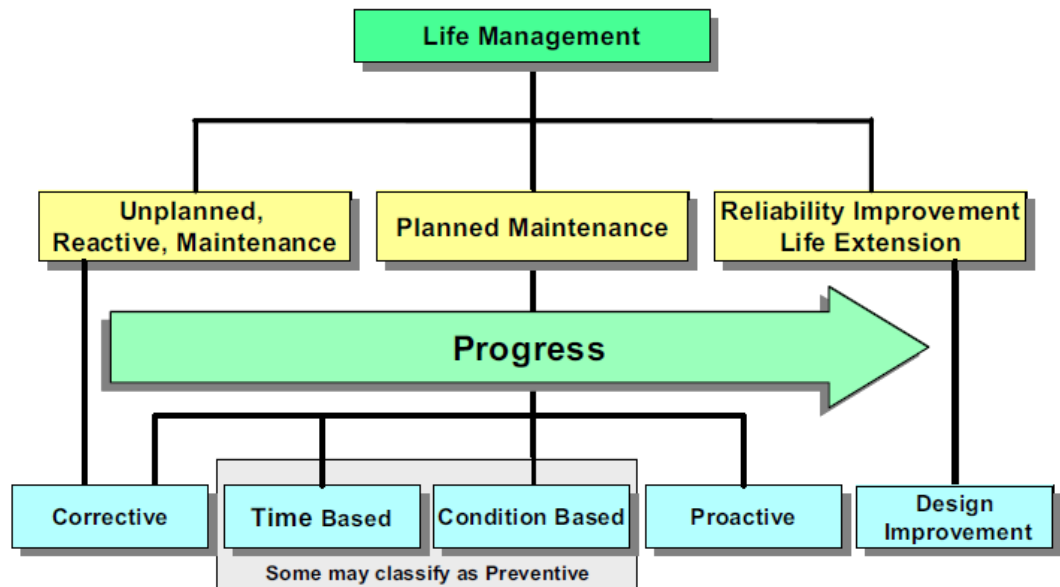 Life Management
Unplanned,
Reactive, Maintenance
Planned Maintenance
Reliability Improvement
Life Extension
Progress
Corrective
Time Based
Condition Based
Proactive
Design
Improvement
Some may classify as Preventive